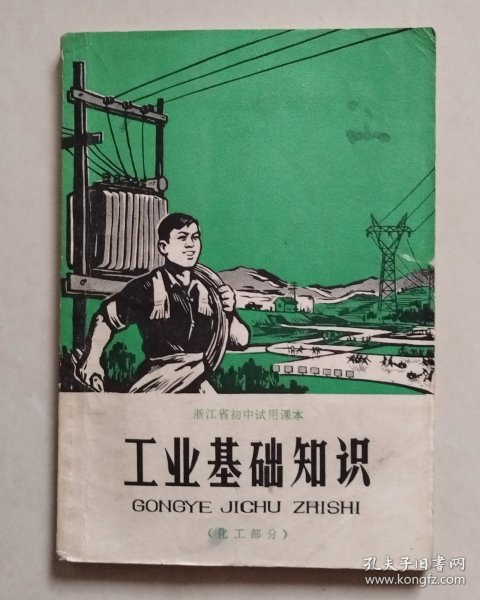 浙江省初中试用课本
工业基础知识
GONGYE JICHU ZHISHI
(化工部分)
孔夫子旧书网
www.kongfz.com